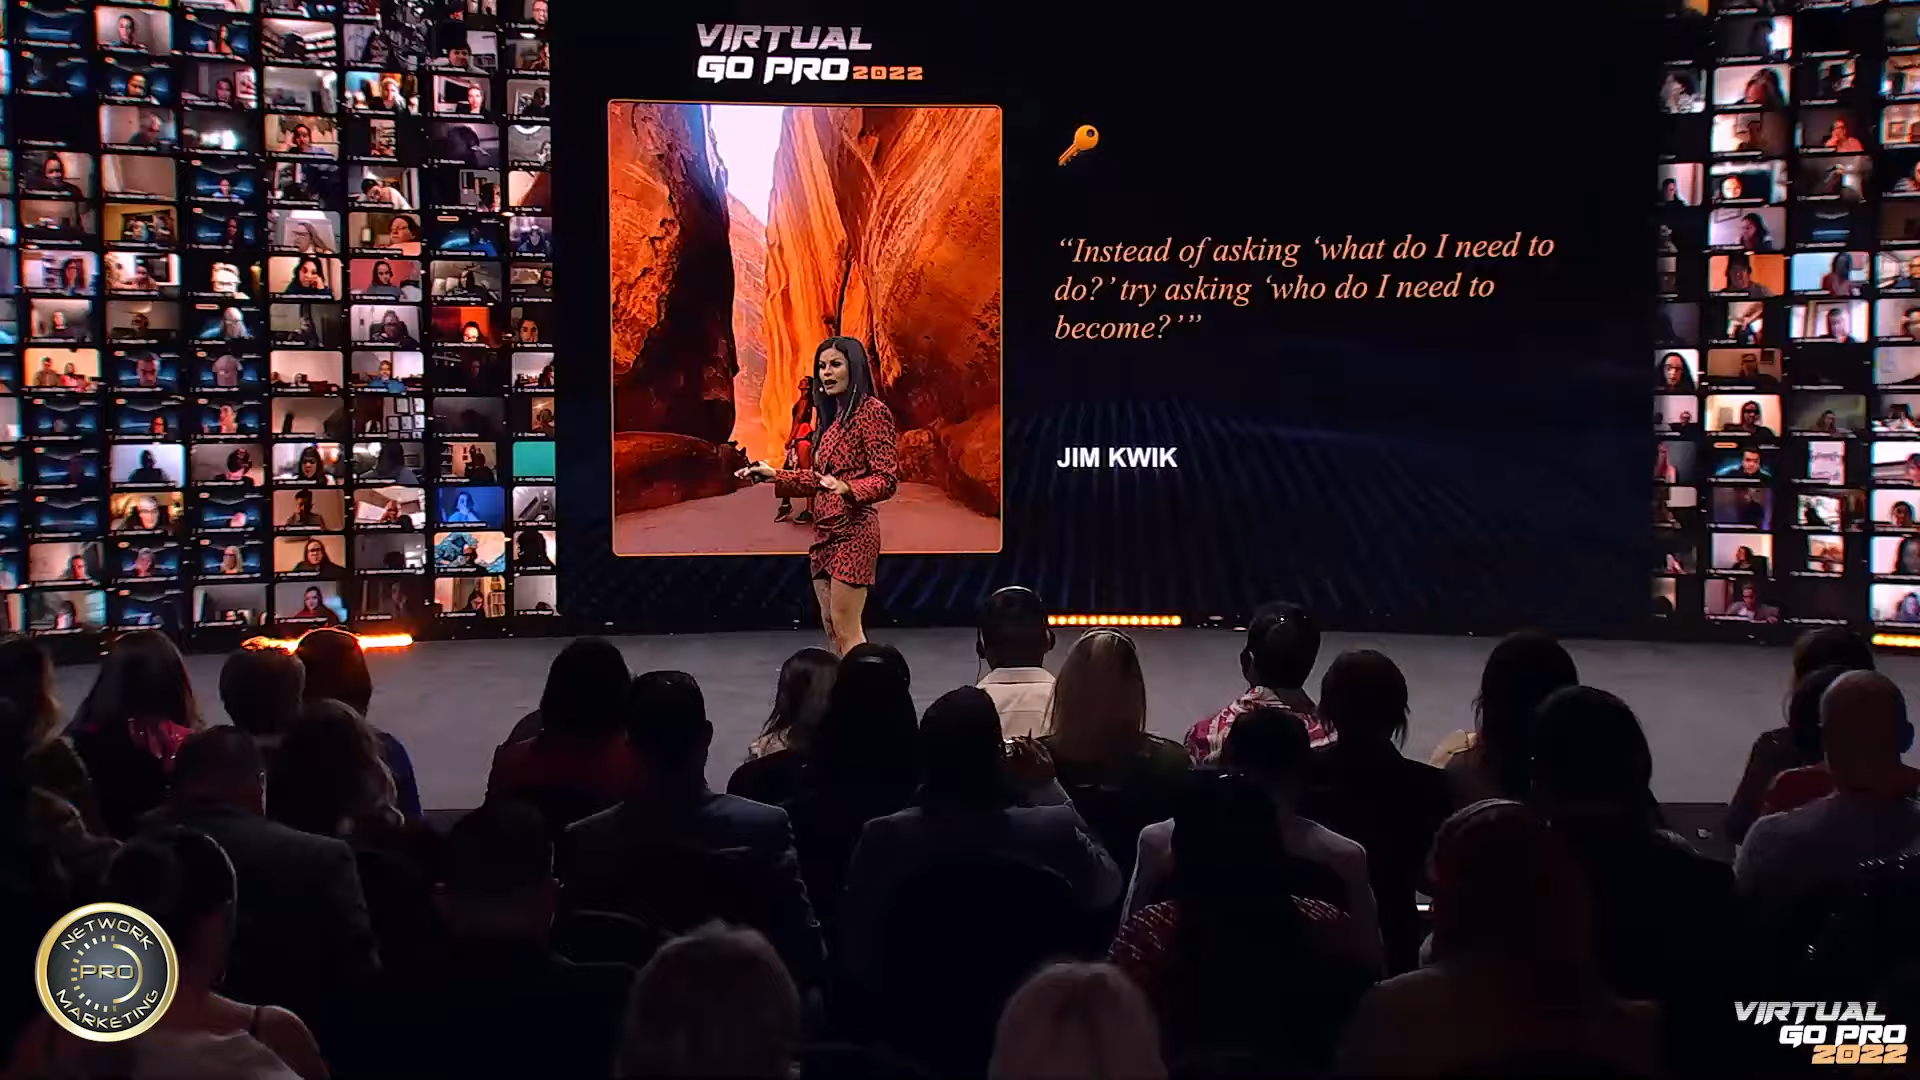 VIRTUAL
GO PRO 2022
“Instead of asking ‘what do I need to
do?’ try asking ‘who do I need to
become?’”
JIM KWIK
NETWORK
PRO
MARKETING
VIRTUAL
GO PRO
2022